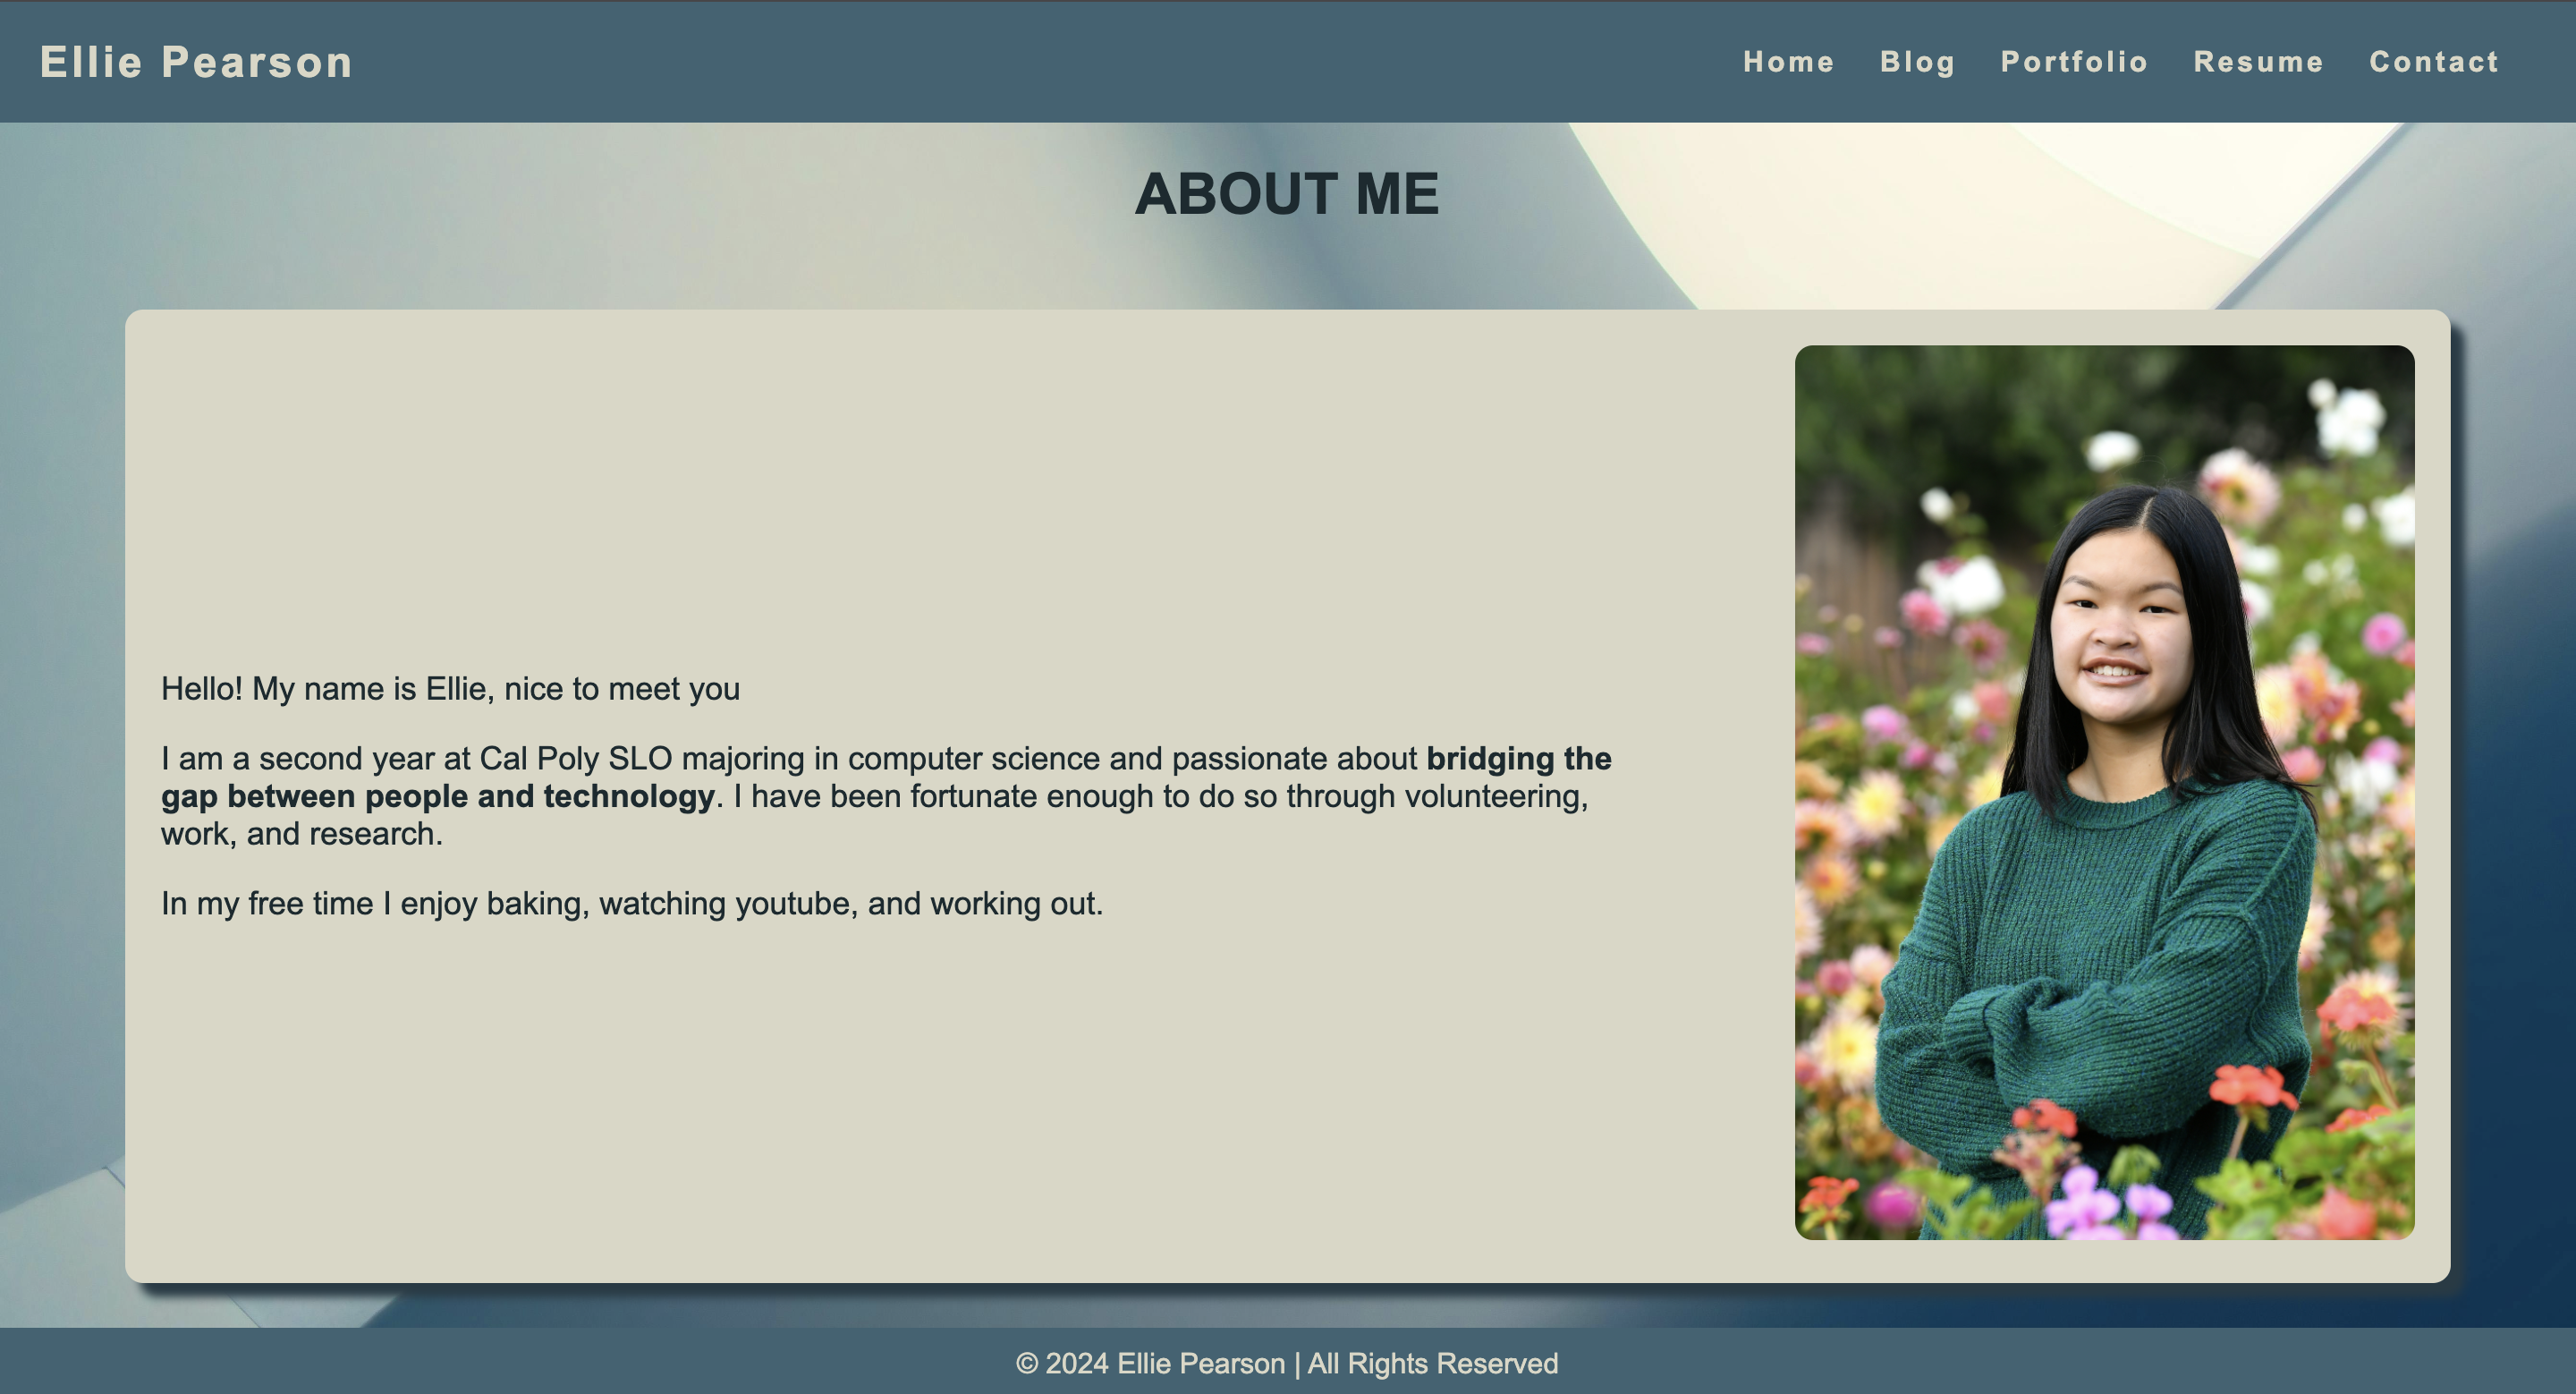 Ellie Pearson
Home Blog Portfolio Resume Contact
ABOUT ME
Hello! My name is Ellie, nice to meet you
I am a second year at Cal Poly SLO majoring in computer science and passionate about bridging the
gap between people and technology. I have been fortunate enough to do so through volunteering,
work, and research.
In my free time I enjoy baking, watching youtube, and working out.
© 2024 Ellie Pearson | All Rights Reserved